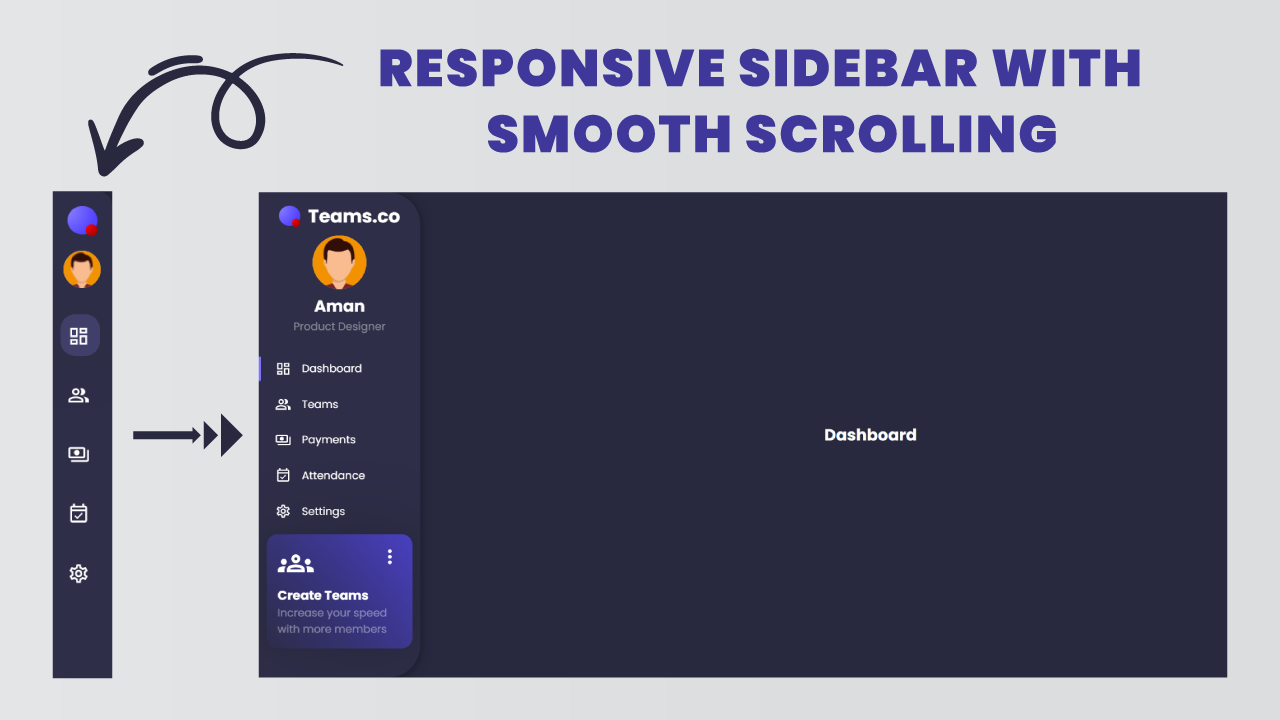 RESPONSIVE SIDEBAR WITH
SMOOTH SCROLLING
Teams.co
Aman
Product Designer
Dashboard
Teams
Payments
Attendance
Settings
Create Teams
Increase your speed
with more members
Dashboard